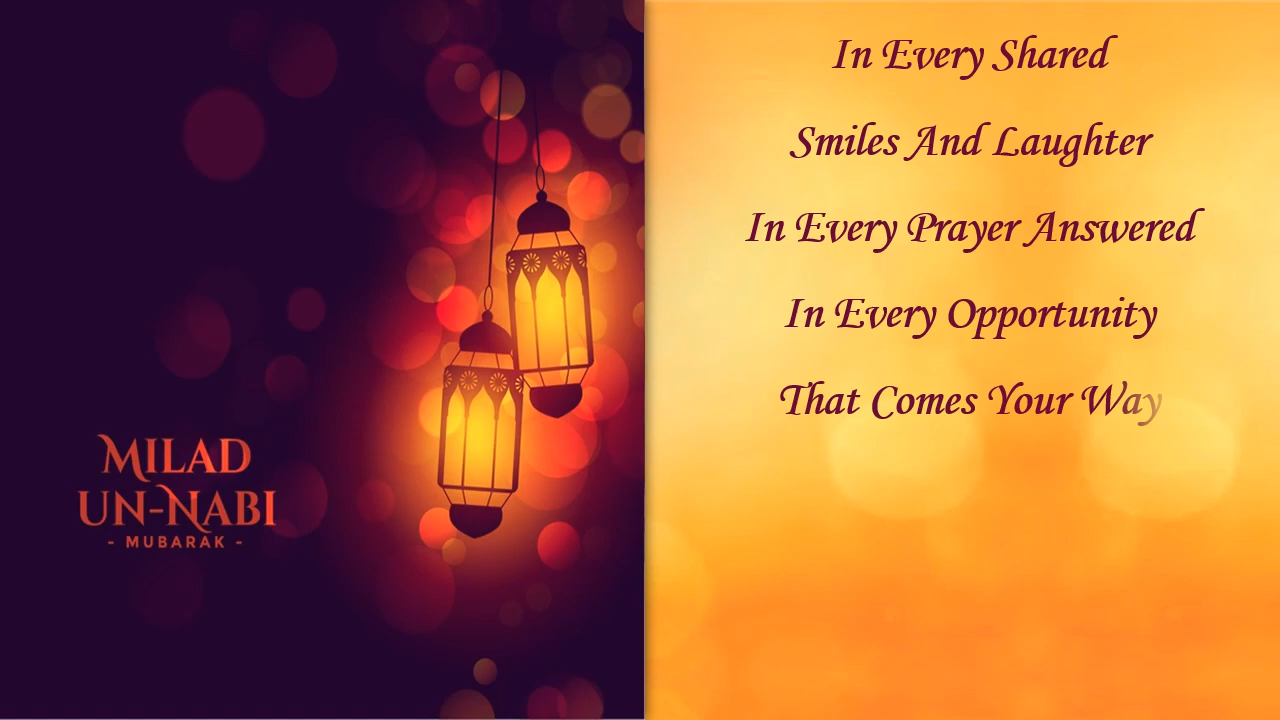 MILAD
UN-NABI
- MUBARAK -
In Every Shared
Smiles And Laughter
In Every Prayer Answered
In Every Opportunity
That Comes Your Way